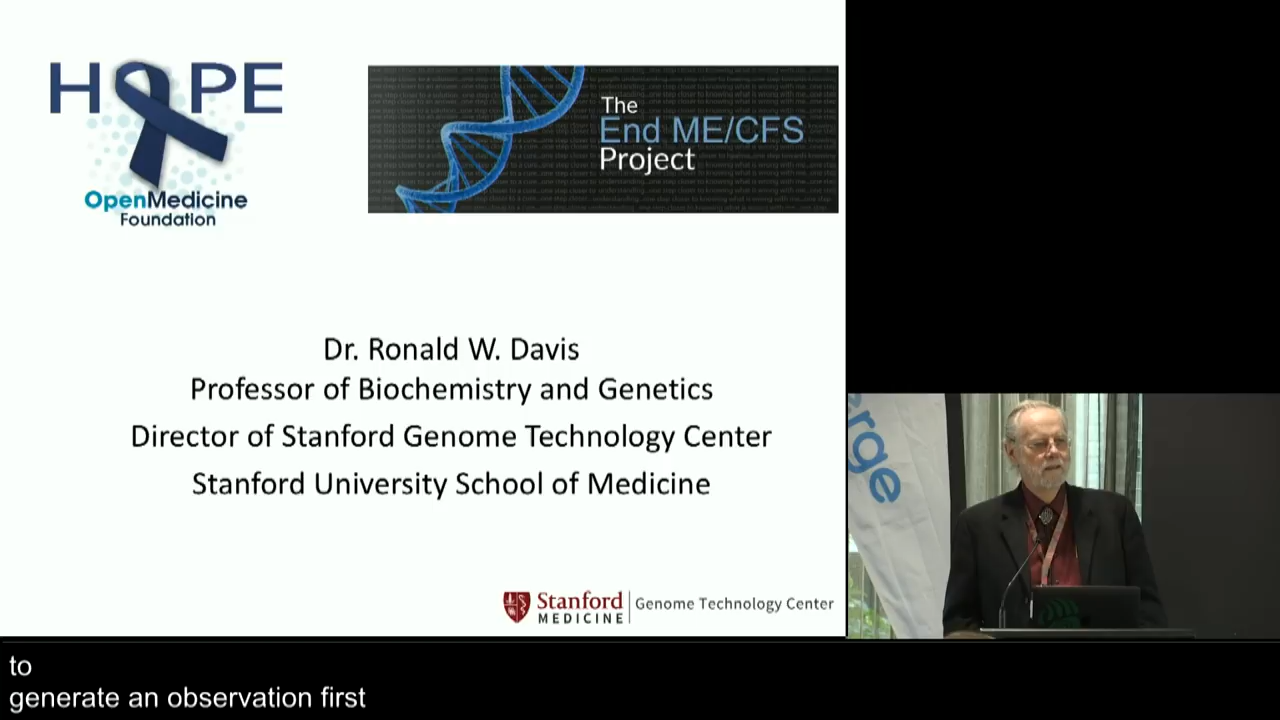 HOPE
OpenMedicine
Foundation
The
End ME/CFS
Project
Dr. Ronald W. Davis
Professor of Biochemistry and Genetics
Director of Stanford Genome Technology Center
Stanford University School of Medicine
Stanford
MEDICINE
Genome Technology Center
erge
to
generate an observation first